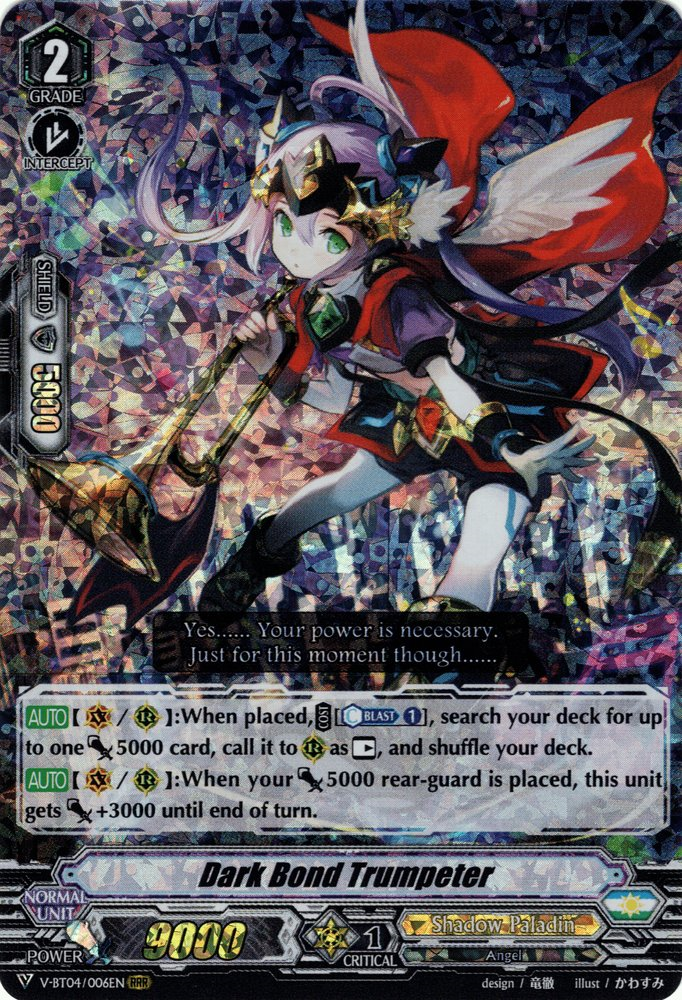 2
GRADE
INTERCEPT
SHIELD
5000
Yes...... Your power is necessary.
Just for this moment though......
AUTO [ V / R ]:When placed, COST [C BLAST 1], search your deck for up
to one 5000 card, call it to R as , and shuffle your deck.
AUTO [ V / R ]:When your 5000 rear-guard is placed, this unit
gets +3000 until end of turn.
Dark Bond Trumpeter
NORMAL
UNIT
POWER
9000
1
CRITICAL
Shadow Paladin
Angel
V-BT04/006EN RRR
design / 竜徹 illust / かわすみ